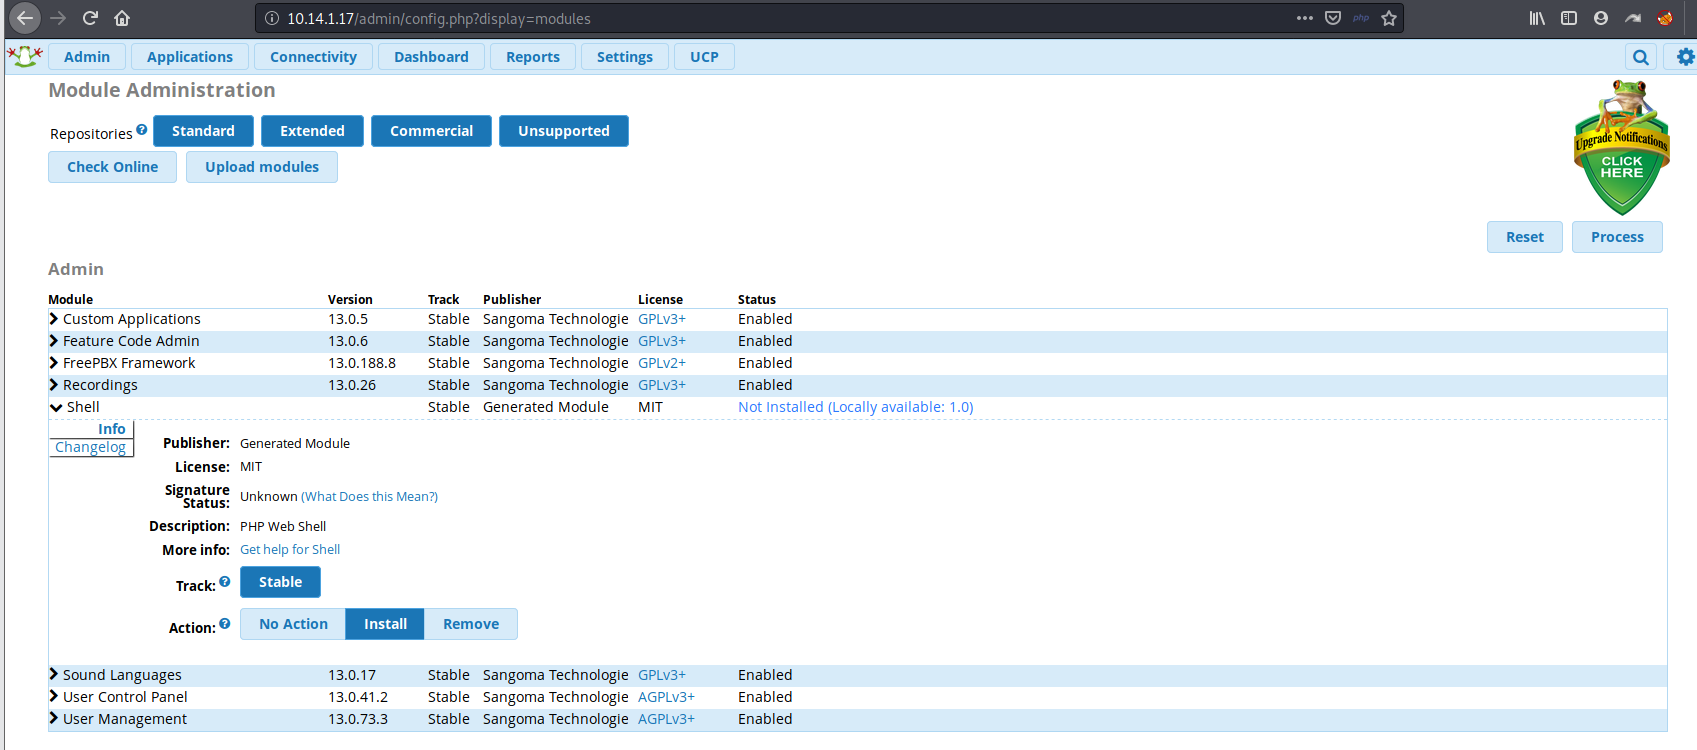 10.14.1.17/admin/config.php?display=modules
php
Admin Applications Connectivity Dashboard Reports Settings UCP
Module Administration
Repositories Standard Extended Commercial Unsupported
Check Online Upload modules
Upgrade Notifications
CLICK
HERE
Reset Process
Admin
Module Version Track Publisher License Status
Custom Applications 13.0.5 Stable Sangoma Technologie GPLv3+ Enabled
Feature Code Admin 13.0.6 Stable Sangoma Technologie GPLv3+ Enabled
FreePBX Framework 13.0.188.8 Stable Sangoma Technologie GPLv2+ Enabled
Recordings 13.0.26 Stable Sangoma Technologie GPLv3+ Enabled
Shell Stable Generated Module MIT Not Installed (Locally available: 1.0)
Info
Changelog
Publisher: Generated Module
License: MIT
Signature
Status: Unknown (What Does this Mean?)
Description: PHP Web Shell
More info: Get help for Shell
Track: Stable
Action: No Action Install Remove
Sound Languages 13.0.17 Stable Sangoma Technologie GPLv3+ Enabled
User Control Panel 13.0.41.2 Stable Sangoma Technologie AGPLv3+ Enabled
User Management 13.0.73.3 Stable Sangoma Technologie AGPLv3+ Enabled